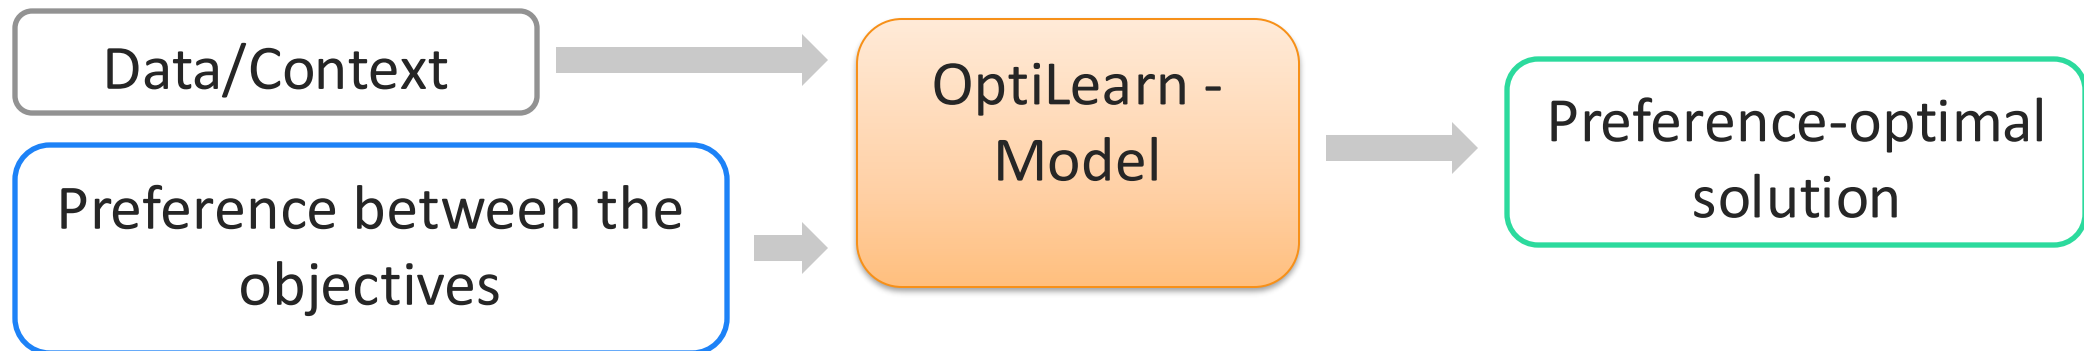 Data/Context
Preference between the
objectives
OptiLearn -
Model
Preference-optimal
solution